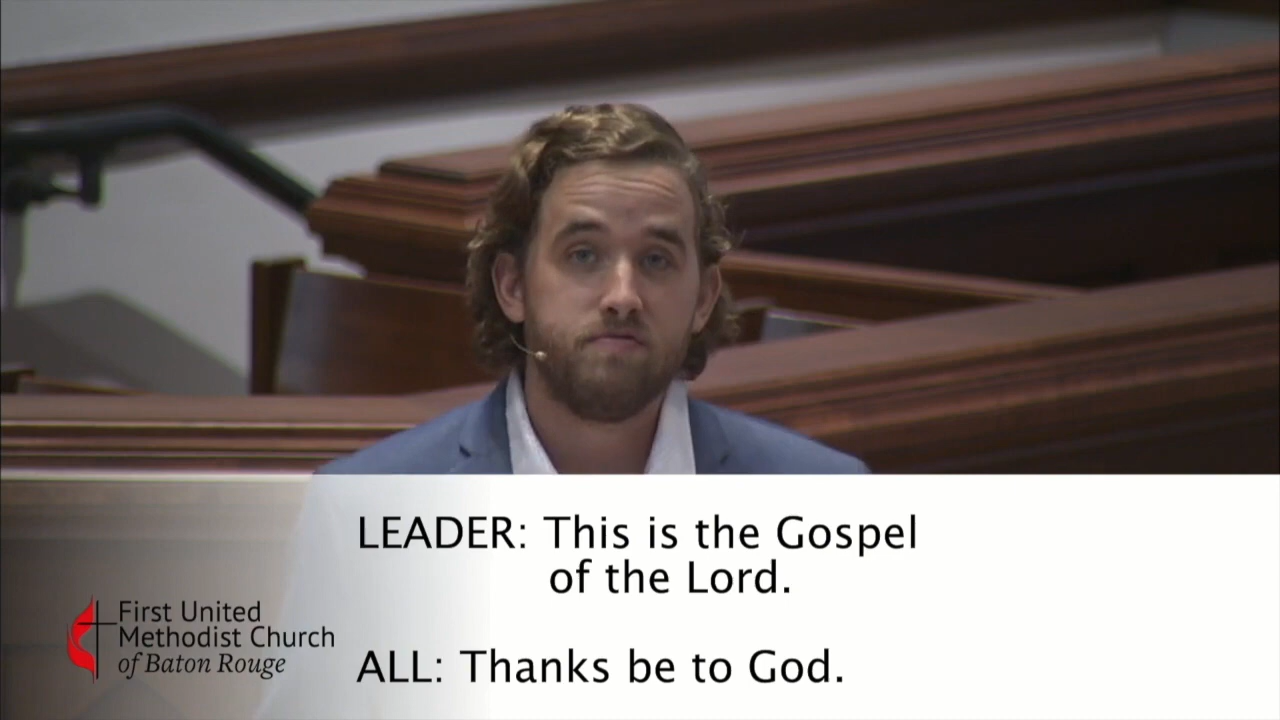 LEADER: This is the Gospel
of the Lord.
ALL: Thanks be to God.
First United
Methodist Church
of Baton Rouge